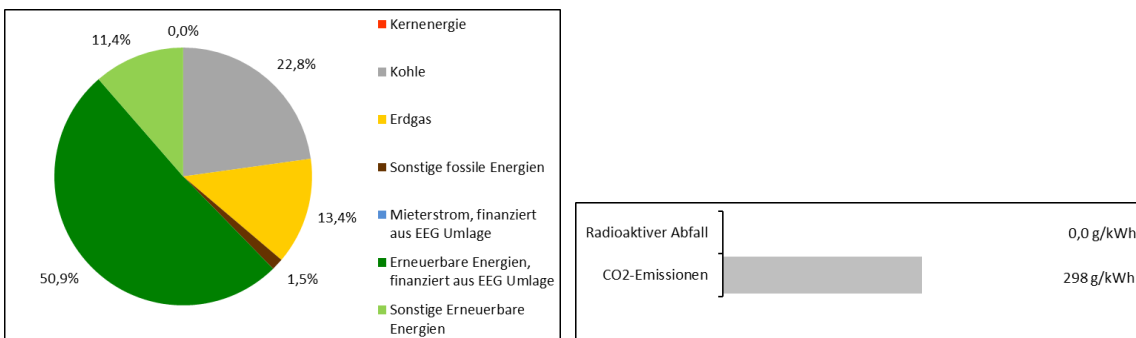 0,0%
11,4%
22,8%
13,4%
1,5%
50,9%
Kernenergie
Kohle
Erdgas
Sonstige fossile Energien
Mieterstrom, finanziert
aus EEG Umlage
Erneuerbare Energien,
finanziert aus EEG Umlage
Sonstige Erneuerbare
Energien
Radioaktiver Abfall 0,0 g/kWh
CO2-Emissionen 298 g/kWh